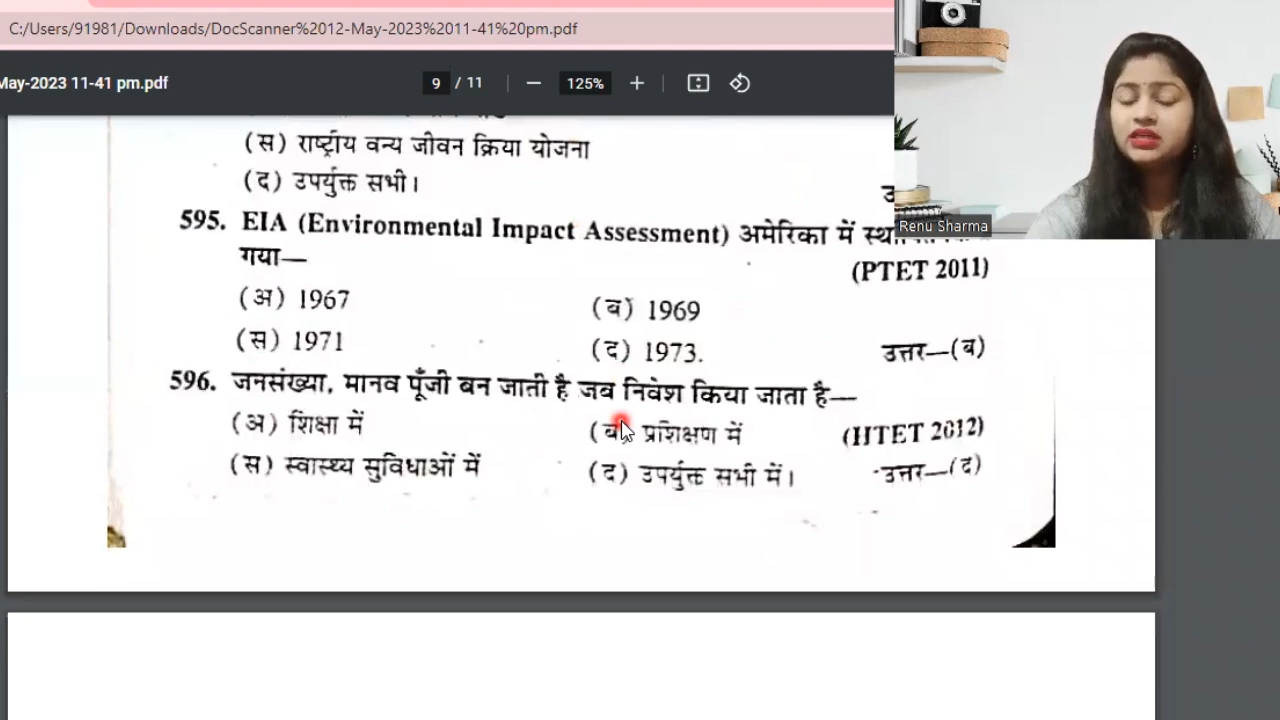 C:/Users/91981/Downloads/DocScanner%2012-May-2023%2011-41%20pm.pdf
May-2023 11-41 pm.pdf
9 / 11
125%
(स) रार्ष्ट्राय वन्य जीवन क्रिया योजना
(द) उपर्युक्त सभी।
595. EIA (Environmental Impact Assessment) अमेरिका में
गया—
(PTET 2011)
(अ) 1967 (ब) 1969
(स) 1971 (द) 1973. उत्तर—(ब)
596. जनसंख्या, मानव पूँजी बन जाती है जब निवेश किया जाता है—
(अ) शिक्षा में (ब) प्रशिक्षण में (HTET 2012)
(स) स्वास्थ्य सुविधाओं में (द) उपर्युक्त सभी में। उत्तर—(द)
Renu Sharma